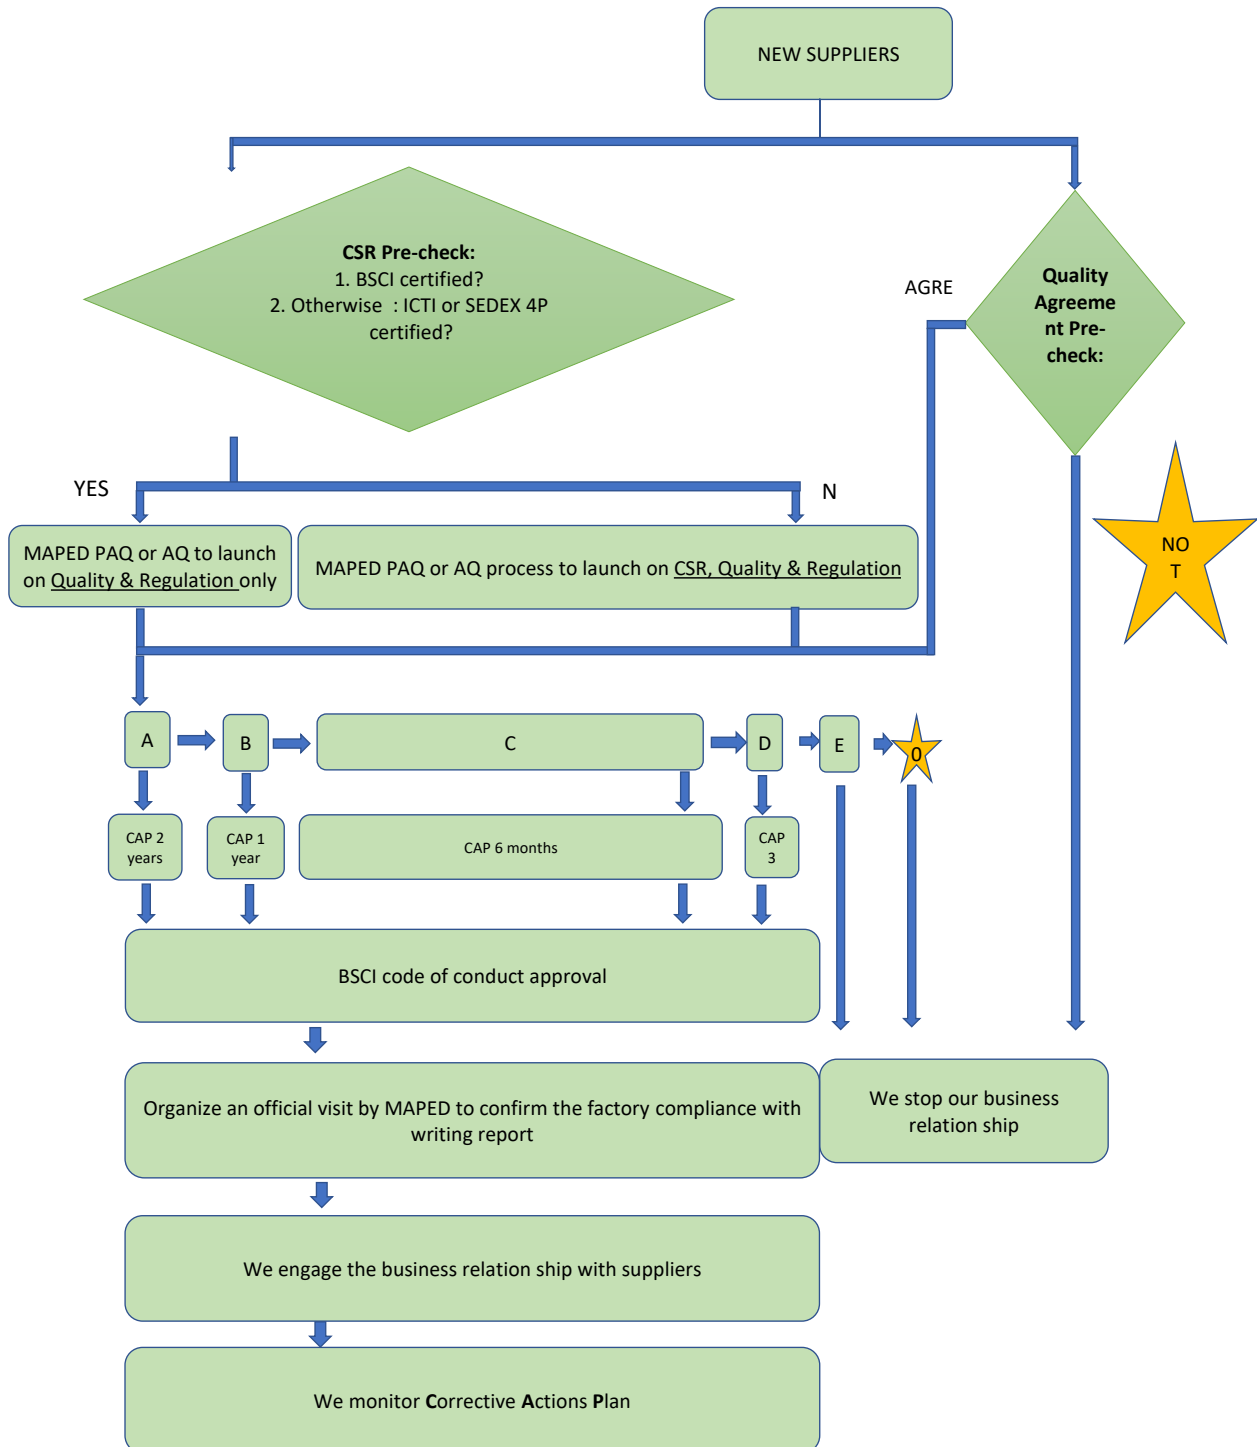 NEW SUPPLIERS
CSR Pre-check:
1. BSCI certified?
2. Otherwise : ICTI or SEDEX 4P
certified?
AGRE
Quality
Agreeme
nt Pre-
check:
YES
N
NO
T
MAPED PAQ or AQ to launch
on Quality & Regulation only
MAPED PAQ or AQ process to launch on CSR, Quality & Regulation
A
B
C
D
E
0
CAP 2
years
CAP 1
year
CAP 6 months
CAP
3
BSCI code of conduct approval
Organize an official visit by MAPED to confirm the factory compliance with
writing report
We stop our business
relation ship
We engage the business relation ship with suppliers
We monitor Corrective Actions Plan